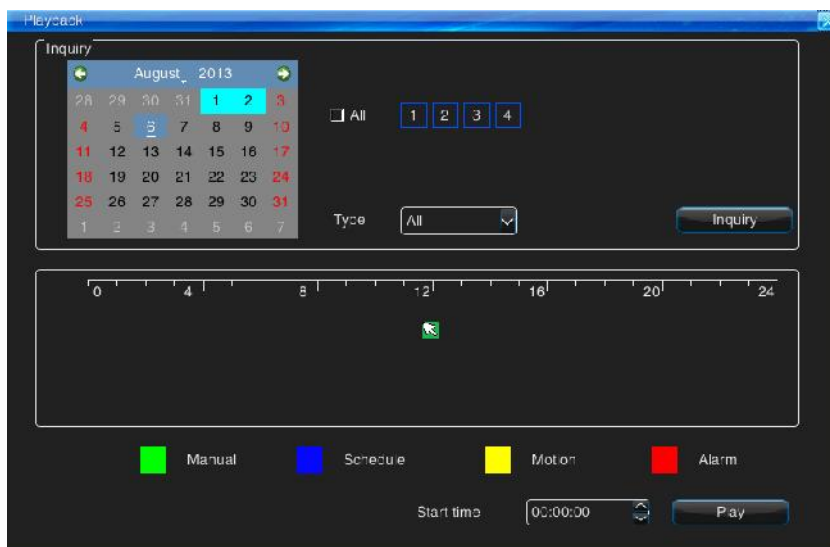 Playback
Inquiry
August 2013
28 29 30 31 1 2 3
4 5 6 7 8 9 10
11 12 13 14 15 16 17
18 19 20 21 22 23 24
25 26 27 28 29 30 31
1 2 3 4 5 6 7
All 1 2 3 4
Type All Inquiry
0 4 8 12 16 20 24
Manual Schedule Motion Alarm
Start time 00:00:00 Play